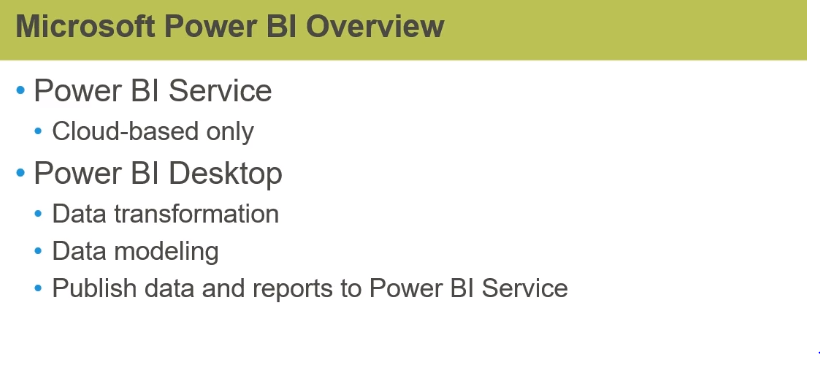 Microsoft Power BI Overview
• Power BI Service
• Cloud-based only
• Power BI Desktop
• Data transformation
• Data modeling
• Publish data and reports to Power BI Service